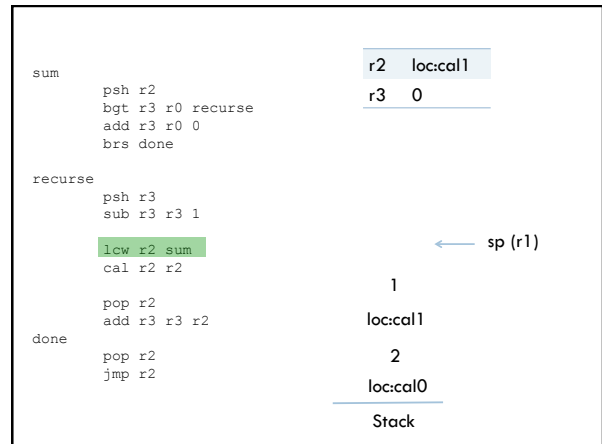 sum
psh r2
bgt r3 r0 recurse
add r3 r0 0
brs done
recurse
psh r3
sub r3 r3 1
lcw r2 sum
cal r2 r2
pop r2
add r3 r3 r2
done
pop r2
jmp r2
r2 loc:cal1
r3 0
sp (r1)
1
loc:cal1
2
loc:cal0
Stack